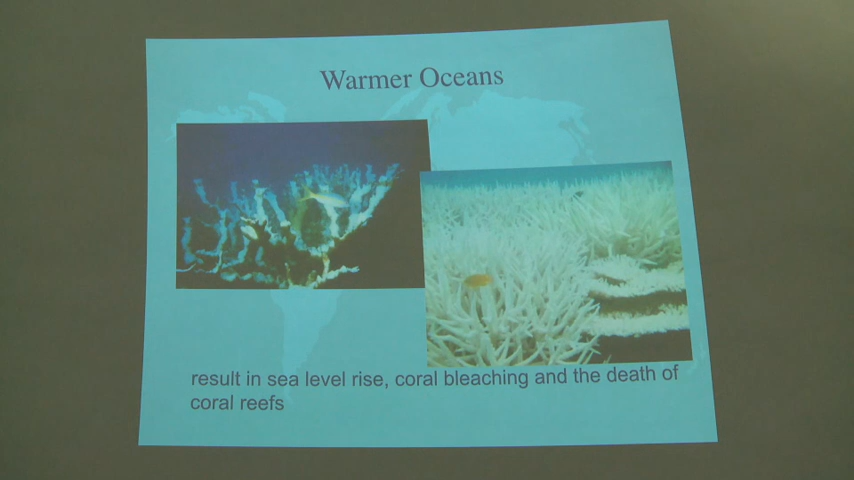 Warmer Oceans
result in sea level rise, coral bleaching and the death of
coral reefs